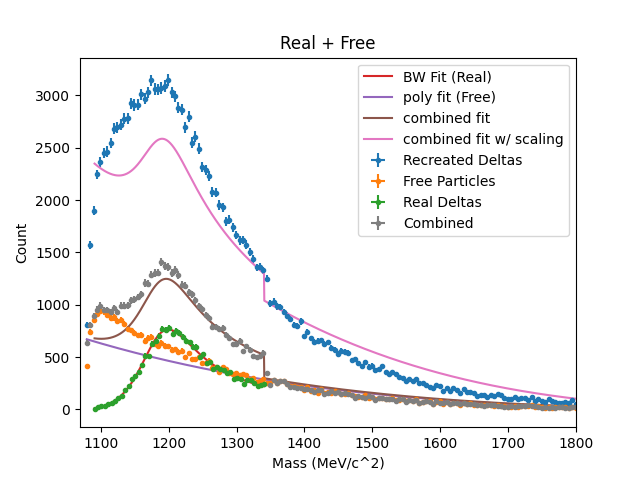 Real + Free
BW Fit (Real)
poly fit (Free)
combined fit
combined fit w/ scaling
Recreated Deltas
Free Particles
Real Deltas
Combined
Count
3000
2500
2000
1500
1000
500
0
1100 1200 1300 1400 1500 1600 1700 1800
Mass (MeV/c^2)